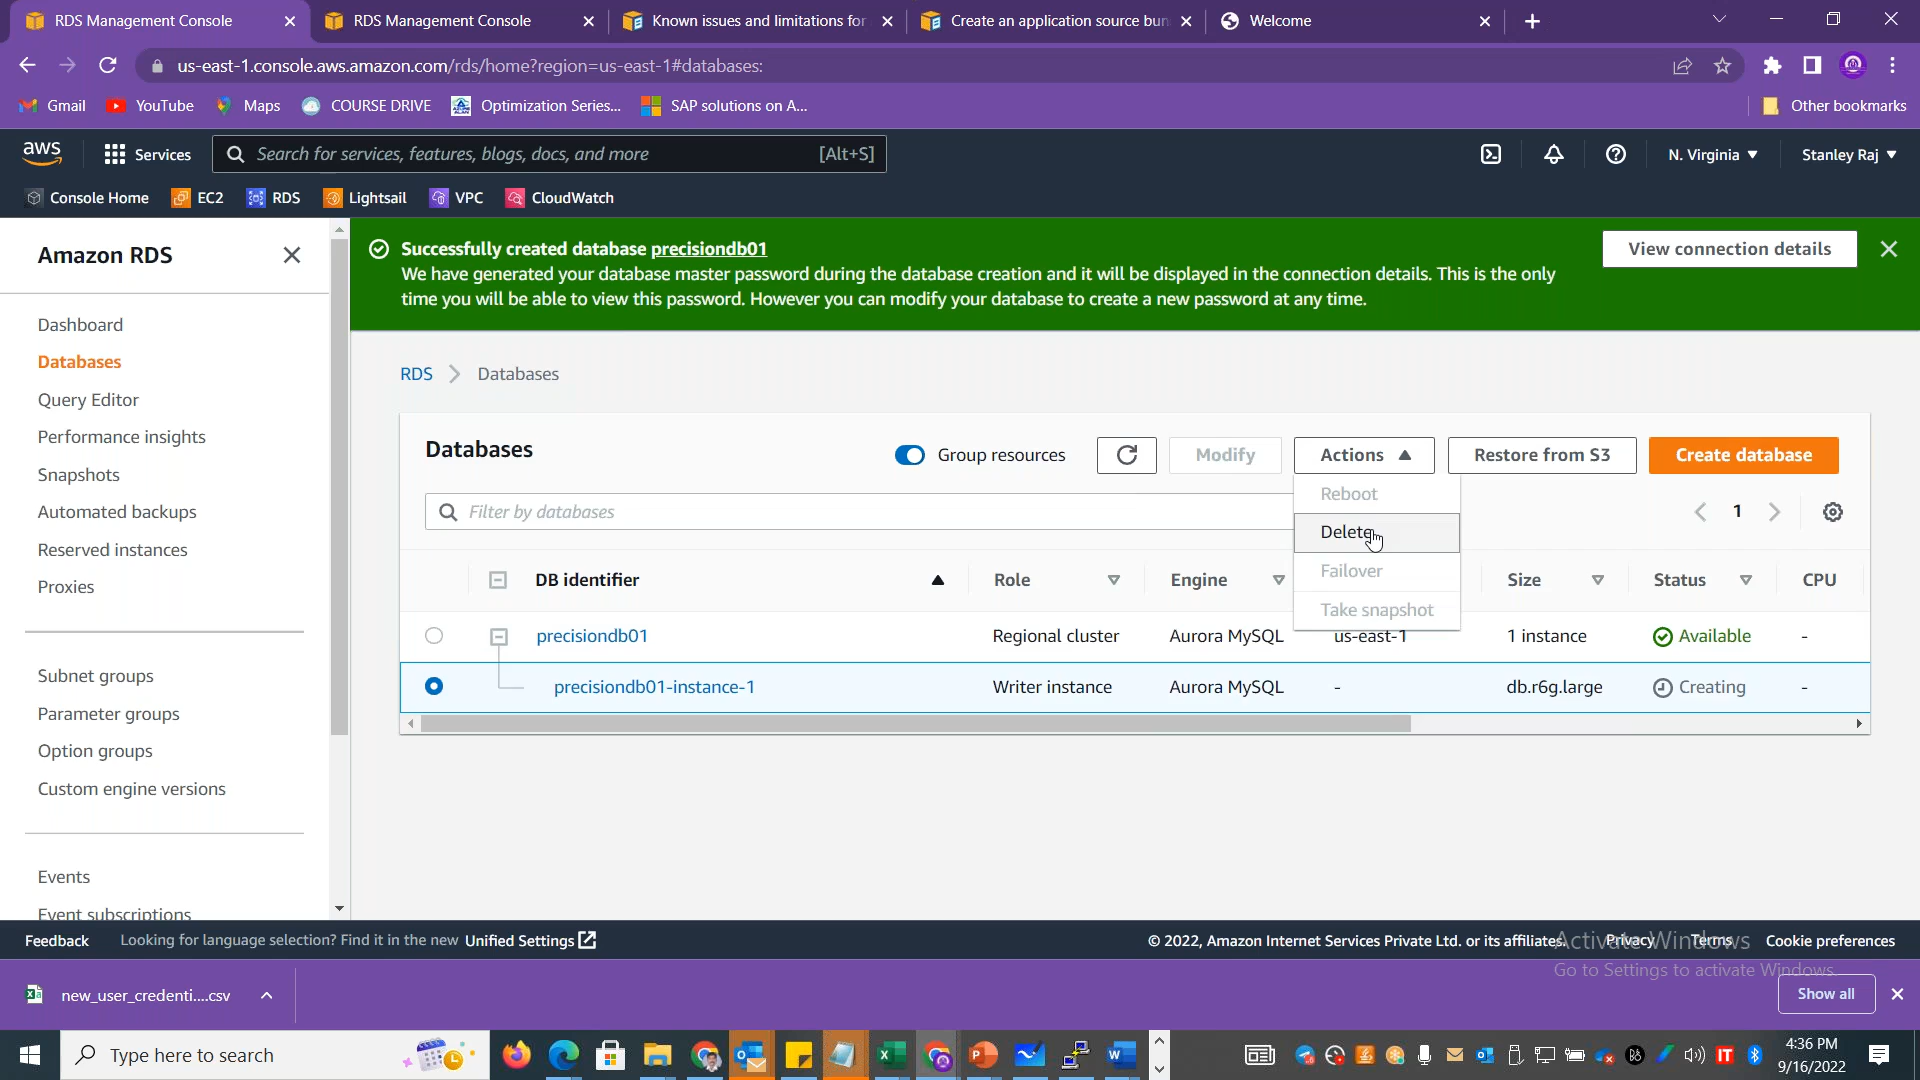 RDS Management Console
RDS Management Console
Known issues and limitations for
Create an application source bun
Welcome
us-east-1.console.aws.amazon.com/rds/home?region=us-east-1#databases:
Gmail
YouTube
Maps
COURSE DRIVE
Optimization Series...
SAP solutions on A...
Other bookmarks
aws
Services
Search for services, features, blogs, docs, and more
[Alt+S]
N. Virginia
Stanley Raj
Console Home
EC2
RDS
Lightsail
VPC
CloudWatch
Amazon RDS
Dashboard
Databases
Query Editor
Performance insights
Snapshots
Automated backups
Reserved instances
Proxies
Subnet groups
Parameter groups
Option groups
Custom engine versions
Events
Event subscriptions
Successfully created database precisiondb01
We have generated your database master password during the database creation and it will be displayed in the connection details. This is the only
time you will be able to view this password. However you can modify your database to create a new password at any time.
View connection details
RDS
Databases
Databases
Group resources
Modify
Actions
Restore from S3
Create database
Filter by databases
1
Reboot
Delete
Failover
Take snapshot
DB identifier
Role
Engine
Size
Status
CPU
precisiondb01
Regional cluster
Aurora MySQL
us-east-1
1 instance
Available
-
precisiondb01-instance-1
Writer instance
Aurora MySQL
-
db.r6g.large
Creating
-
Feedback
Looking for language selection? Find it in the new Unified Settings
© 2022, Amazon Internet Services Private Ltd. or its affiliates.
Privacy
Terms
Cookie preferences
Activate Windows
Go to Settings to activate Windows.
new_user_credenti....csv
Show all
Type here to search
4:36 PM
9/16/2022